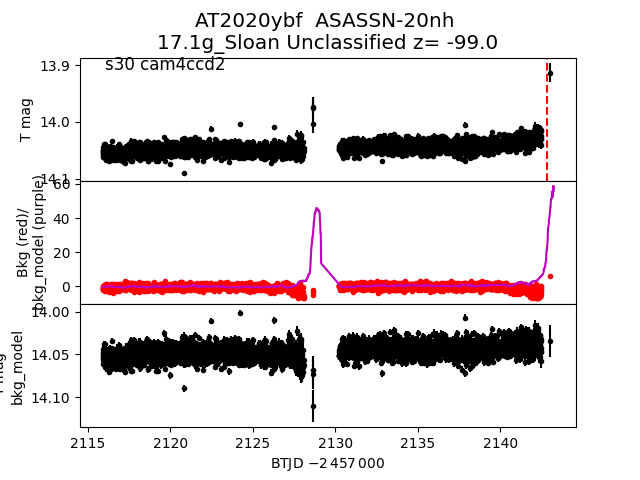 AT2020ybf ASASSN-20nh
17.1g_Sloan Unclassified z= -99.0
s30 cam4ccd2
13.9
14.0
14.1
T mag
60
40
20
0
Bkg (red)/
bkg_model (purple)
14.00
14.05
14.10
mag
bkg_model
2115 2120 2125 2130 2135 2140
BTJD −2 457 000